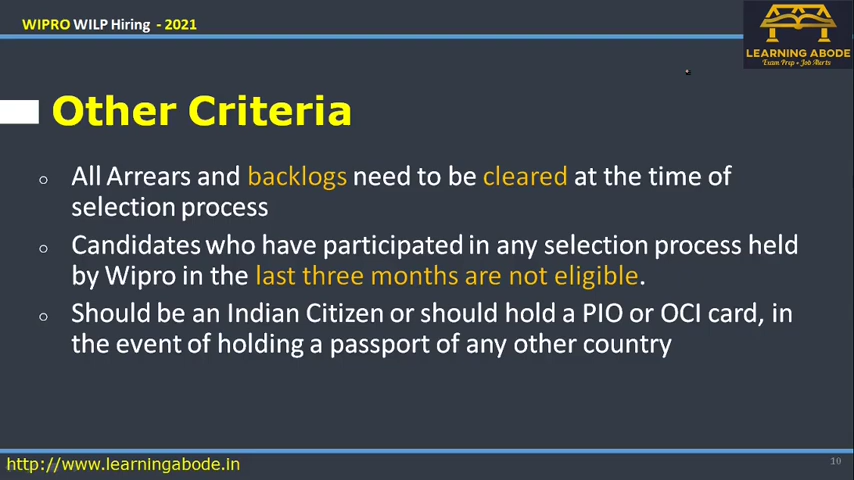 WIPRO WILP Hiring - 2021
LEARNING ABODE
Exam Prep - Job Alerts
Other Criteria
All Arrears and backlogs need to be cleared at the time of
selection process
Candidates who have participated in any selection process held
by Wipro in the last three months are not eligible.
Should be an Indian Citizen or should hold a PIO or OCI card, in
the event of holding a passport of any other country
http://www.learningabode.in
10